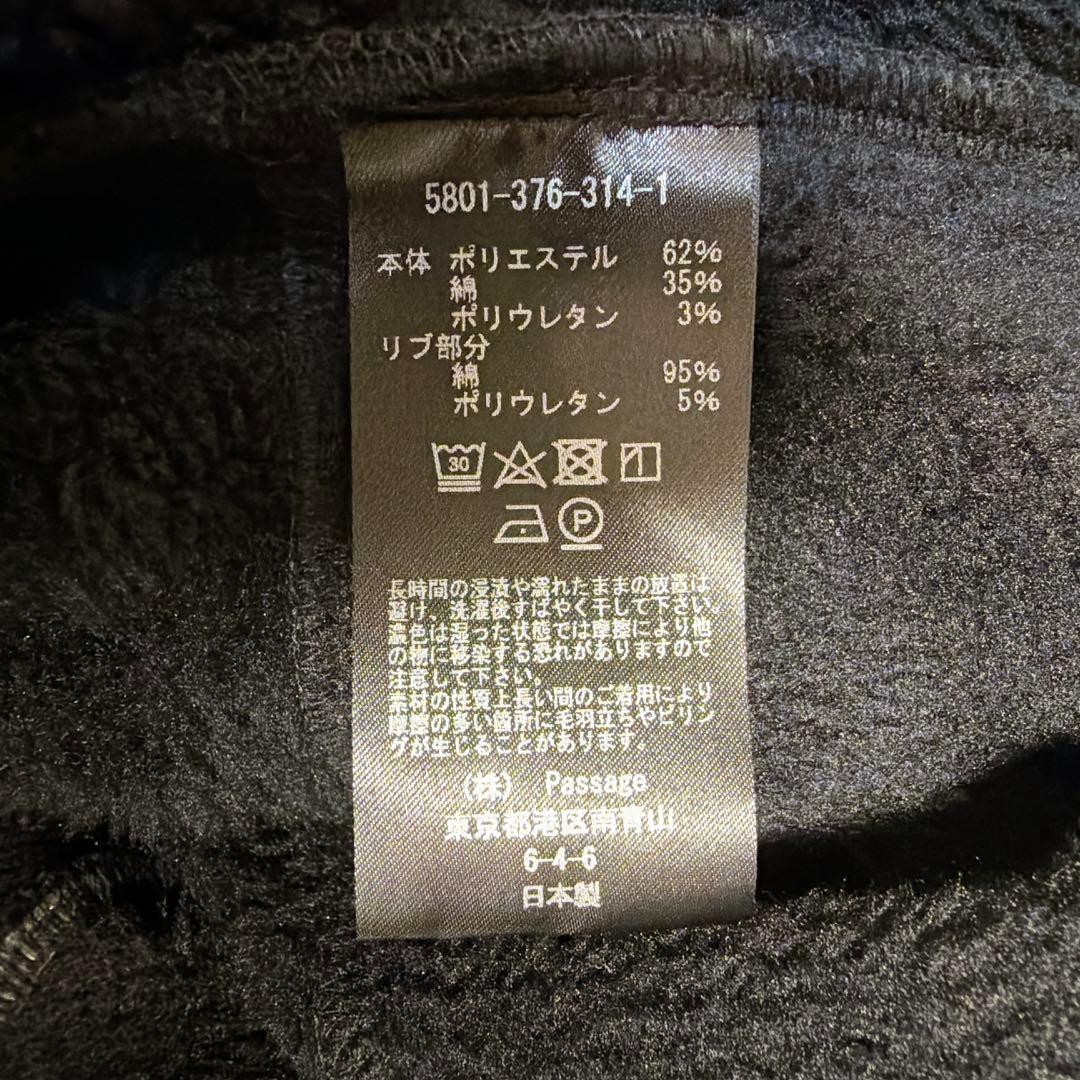 5801-376-314-1
本体 ポリエステル 62%
綿 35%
ポリウレタン 3%
リブ部分
綿 95%
ポリウレタン 5%
30
P
長時間の浸漬や濡れたままの放置は
避け、洗濯後すばやく干して下さい。
濃色は湿った状態では摩擦により他
の物に移染する恐れがありますので
注意して下さい。
素材の性質上長い間のご着用により
摩擦の多い箇所に毛羽立ちやピリン
グが生じることがあります。
(株) Passage
東京都港区南青山
6-4-6
日本製